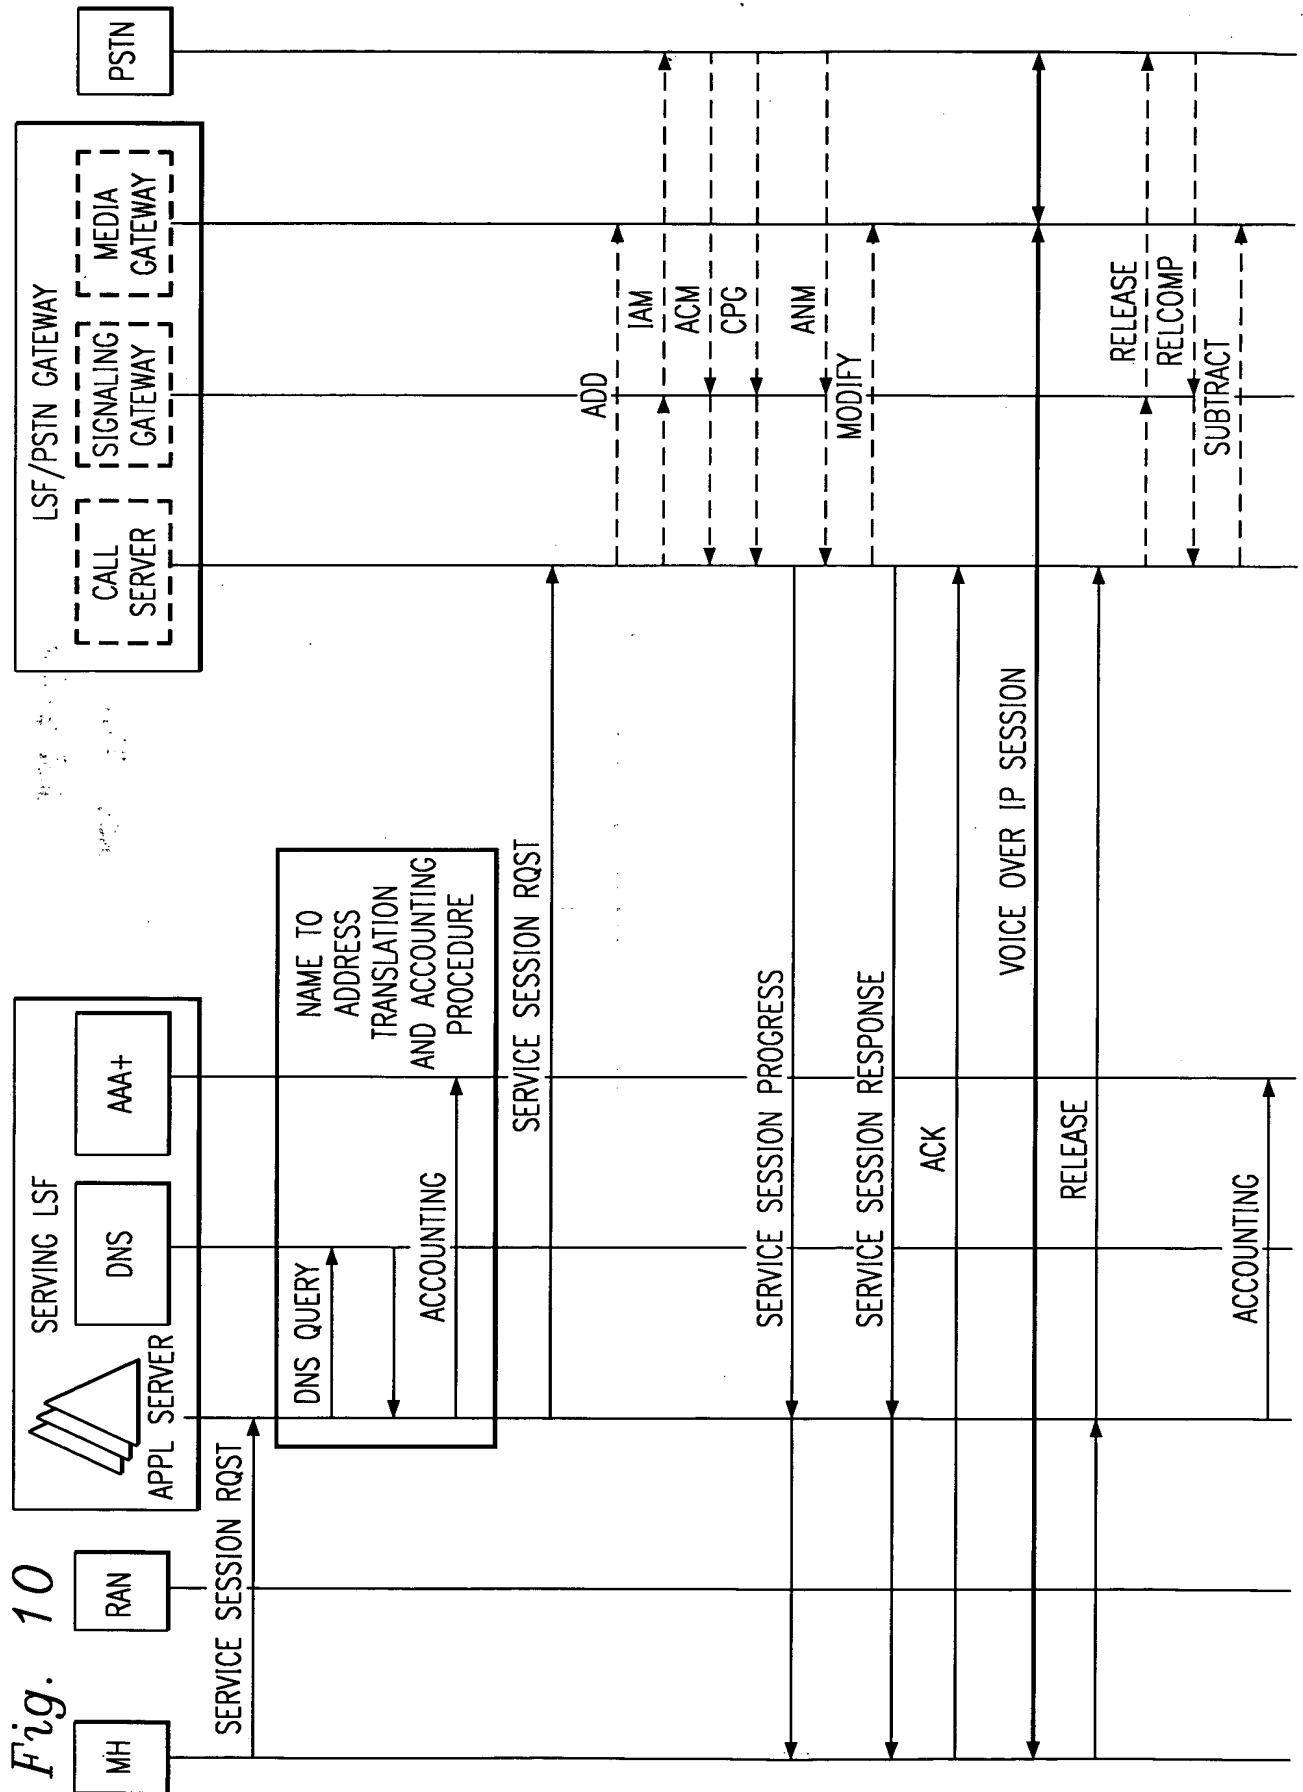 Fig. 10
MH
RAN
SERVING LSF
APPL SERVER
DNS
AAA+
LSF/PSTN GATEWAY
CALL
SERVER
SIGNALING
GATEWAY
MEDIA
GATEWAY
PSTN
SERVICE SESSION RQST
DNS QUERY
NAME TO
ADDRESS
TRANSLATION
AND ACCOUNTING
PROCEDURE
ACCOUNTING
SERVICE SESSION RQST
ADD
IAM
ACM
CPG
SERVICE SESSION PROGRESS
ANM
MODIFY
SERVICE SESSION RESPONSE
ACK
VOICE OVER IP SESSION
RELEASE
RELEASE
RELCOMP
SUBTRACT
ACCOUNTING